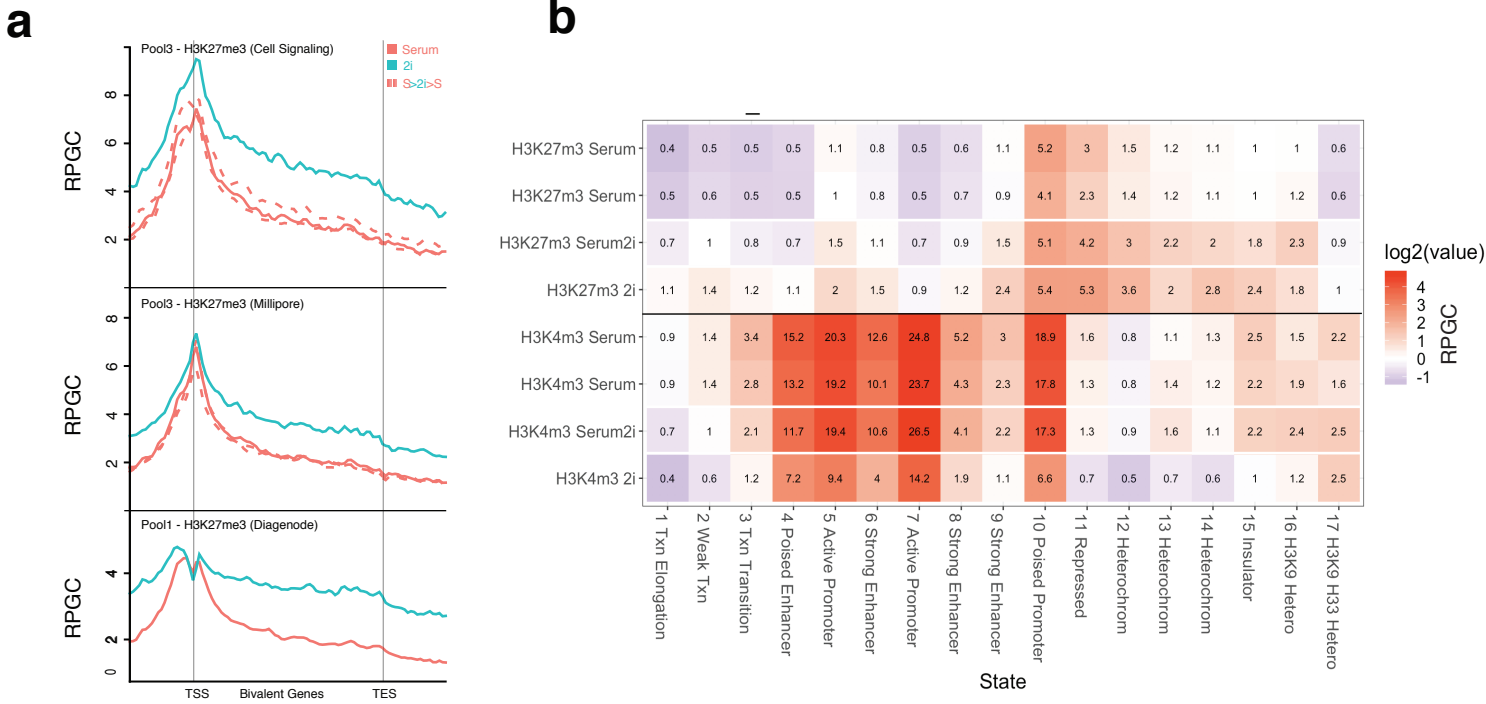 a
Pool3 - H3K27me3 (Cell Signaling)
Serum
2i
S>2i>S
RPGC
8
6
4
2
Pool3 - H3K27me3 (Millipore)
RPGC
8
6
4
2
Pool1 - H3K27me3 (Diagenode)
RPGC
4
2
0
TSS Bivalent Genes TES
b
H3K27m3 Serum 0.4 0.5 0.5 0.5 1.1 0.8 0.5 0.6 1.1 5.2 3 1.5 1.2 1.1 1 1 0.6
H3K27m3 Serum 0.5 0.6 0.5 0.5 1 0.8 0.5 0.7 0.9 4.1 2.3 1.4 1.2 1.1 1 1.2 0.6
H3K27m3 Serum2i 0.7 1 0.8 0.7 1.5 1.1 0.7 0.9 1.5 5.1 4.2 3 2.2 2 1.8 2.3 0.9
H3K27m3 2i 1.1 1.4 1.2 1.1 2 1.5 0.9 1.2 2.4 5.4 5.3 3.6 2 2.8 2.4 1.8 1
H3K4m3 Serum 0.9 1.4 3.4 15.2 20.3 12.6 24.8 5.2 3 18.9 1.6 0.8 1.1 1.3 2.5 1.5 2.2
H3K4m3 Serum 0.9 1.4 2.8 13.2 19.2 10.1 23.7 4.3 2.3 17.8 1.3 0.8 1.4 1.2 2.2 1.9 1.6
H3K4m3 Serum2i 0.7 1 2.1 11.7 19.4 10.6 26.5 4.1 2.2 17.3 1.3 0.9 1.6 1.1 2.2 2.4 2.5
H3K4m3 2i 0.4 0.6 1.2 7.2 9.4 4 14.2 1.9 1.1 6.6 0.7 0.5 0.7 0.6 1 1.2 2.5
1 Txn Elongation
2 Weak Txn
3 Txn Transition
4 Poised Enhancer
5 Active Promoter
6 Strong Enhancer
7 Active Promoter
8 Strong Enhancer
9 Strong Enhancer
10 Poised Promoter
11 Repressed
12 Heterochrom
13 Heterochrom
14 Heterochrom
15 Insulator
16 H3K9 Hetero
17 H3K9 H33 Hetero
State
log2(value)
4
3
2
1
0
-1
RPGC